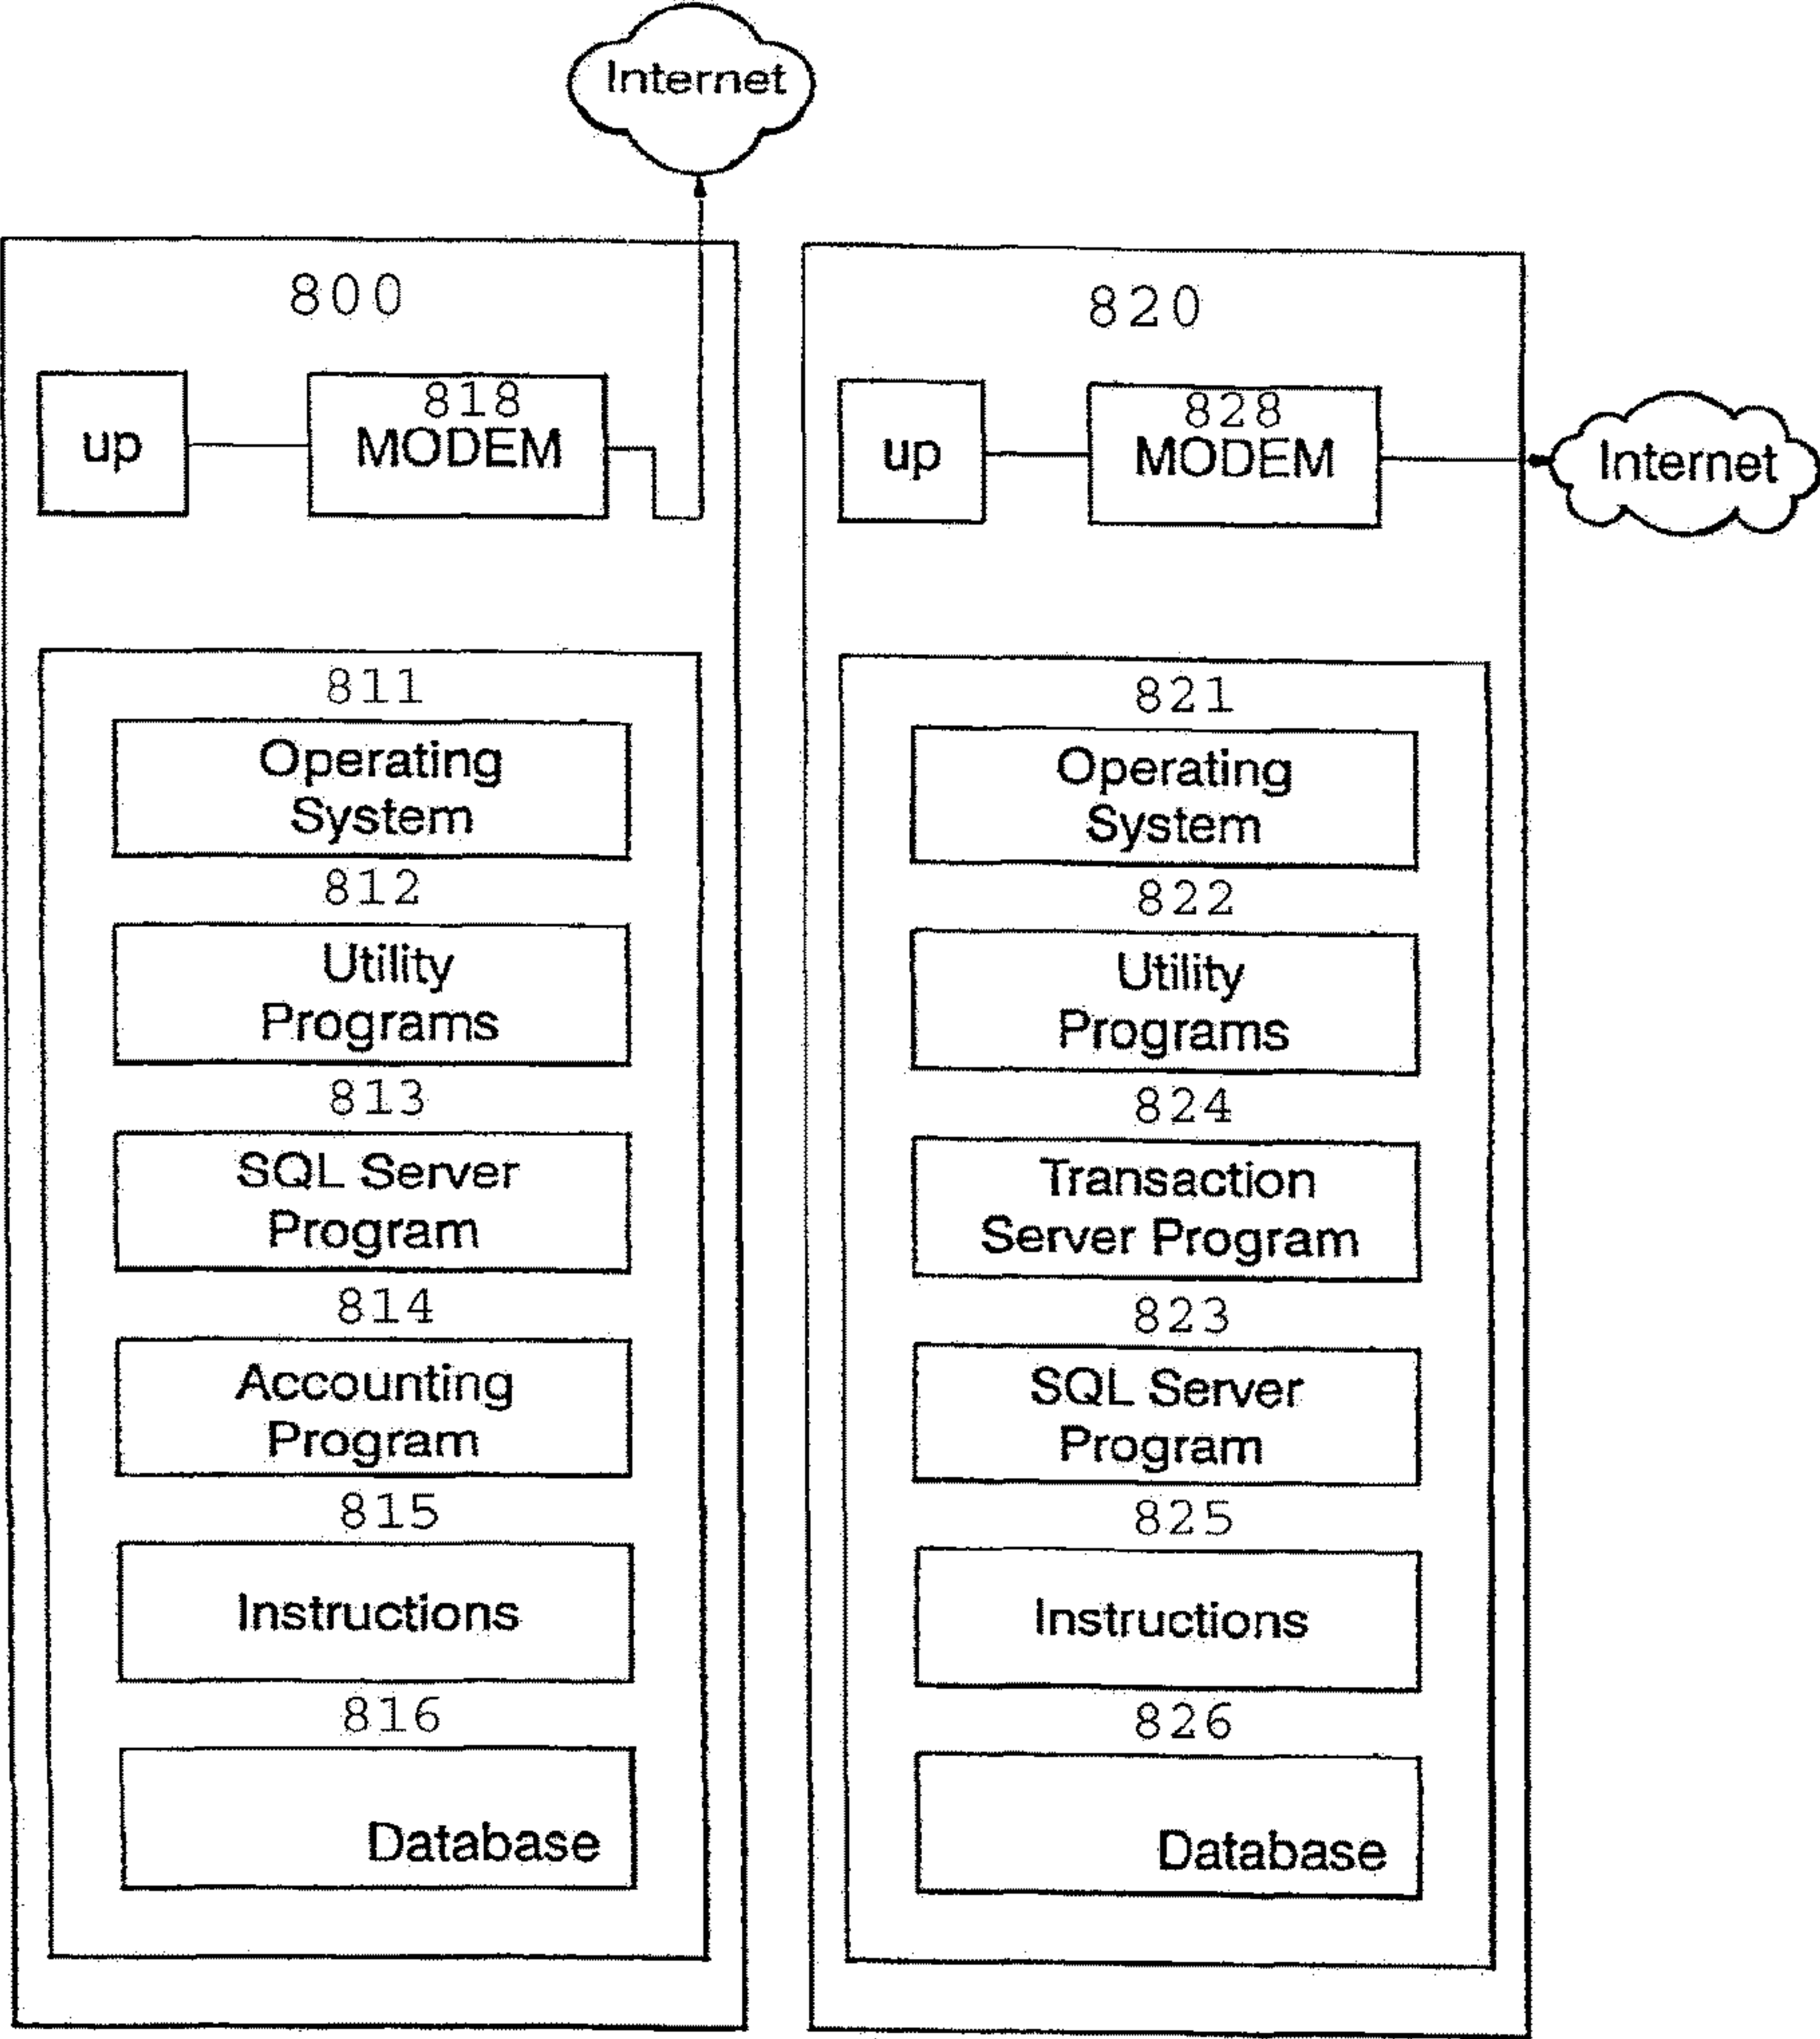 Internet
800
up
818
MODEM
811
Operating
System
812
Utility
Programs
813
SQL Server
Program
814
Accounting
Program
815
Instructions
816
Database
820
up
828
MODEM
Internet
821
Operating
System
822
Utility
Programs
824
Transaction
Server Program
823
SQL Server
Program
825
Instructions
826
Database